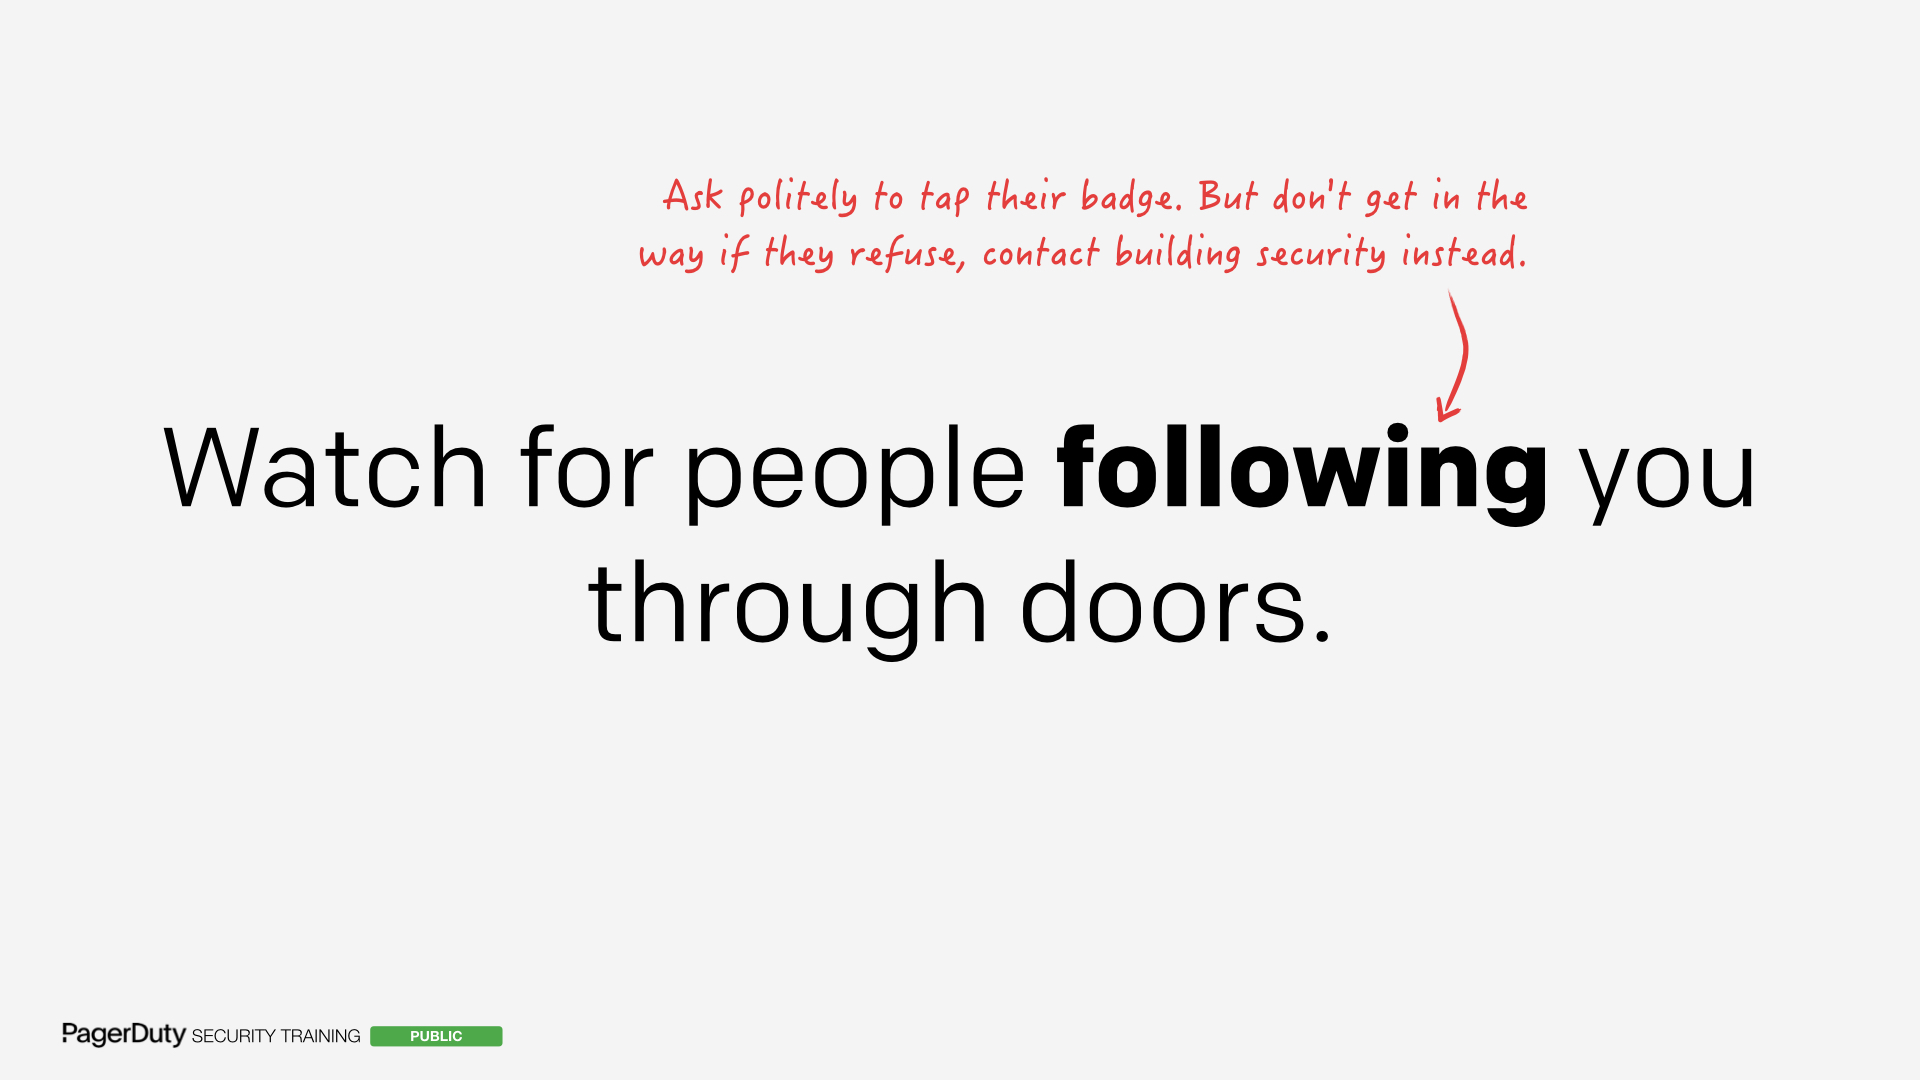 Ask politely to tap their badge. But don't get in the
way if they refuse, contact building security instead.
Watch for people following you
through doors.
PagerDuty SECURITY TRAINING PUBLIC